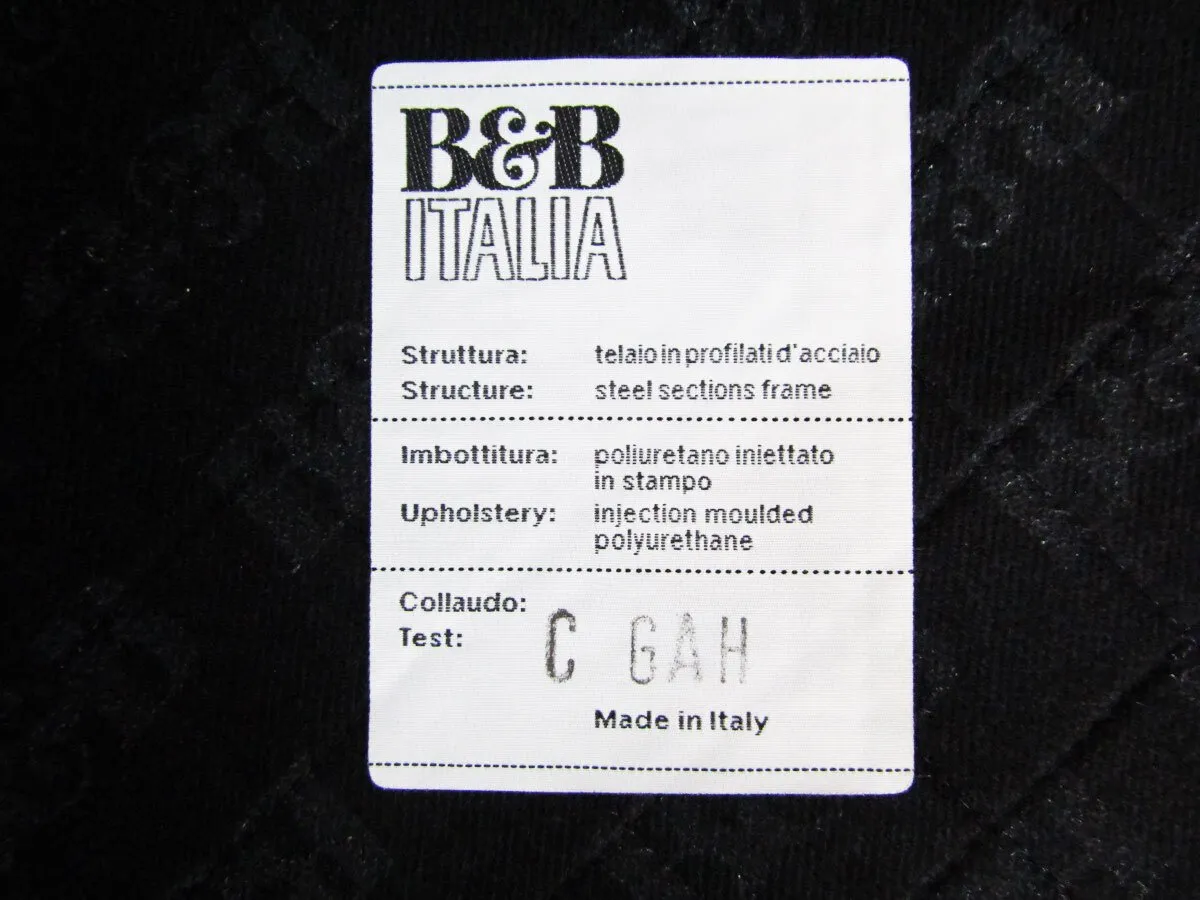 B&B
ITALIA
Struttura: telaio in profilati d'acciaio
Structure: steel sections frame
Imbottitura: poliuretano iniettato
in stampo
Upholstery: injection moulded
polyurethane
Collaudo:
Test: C GAH
Made in Italy